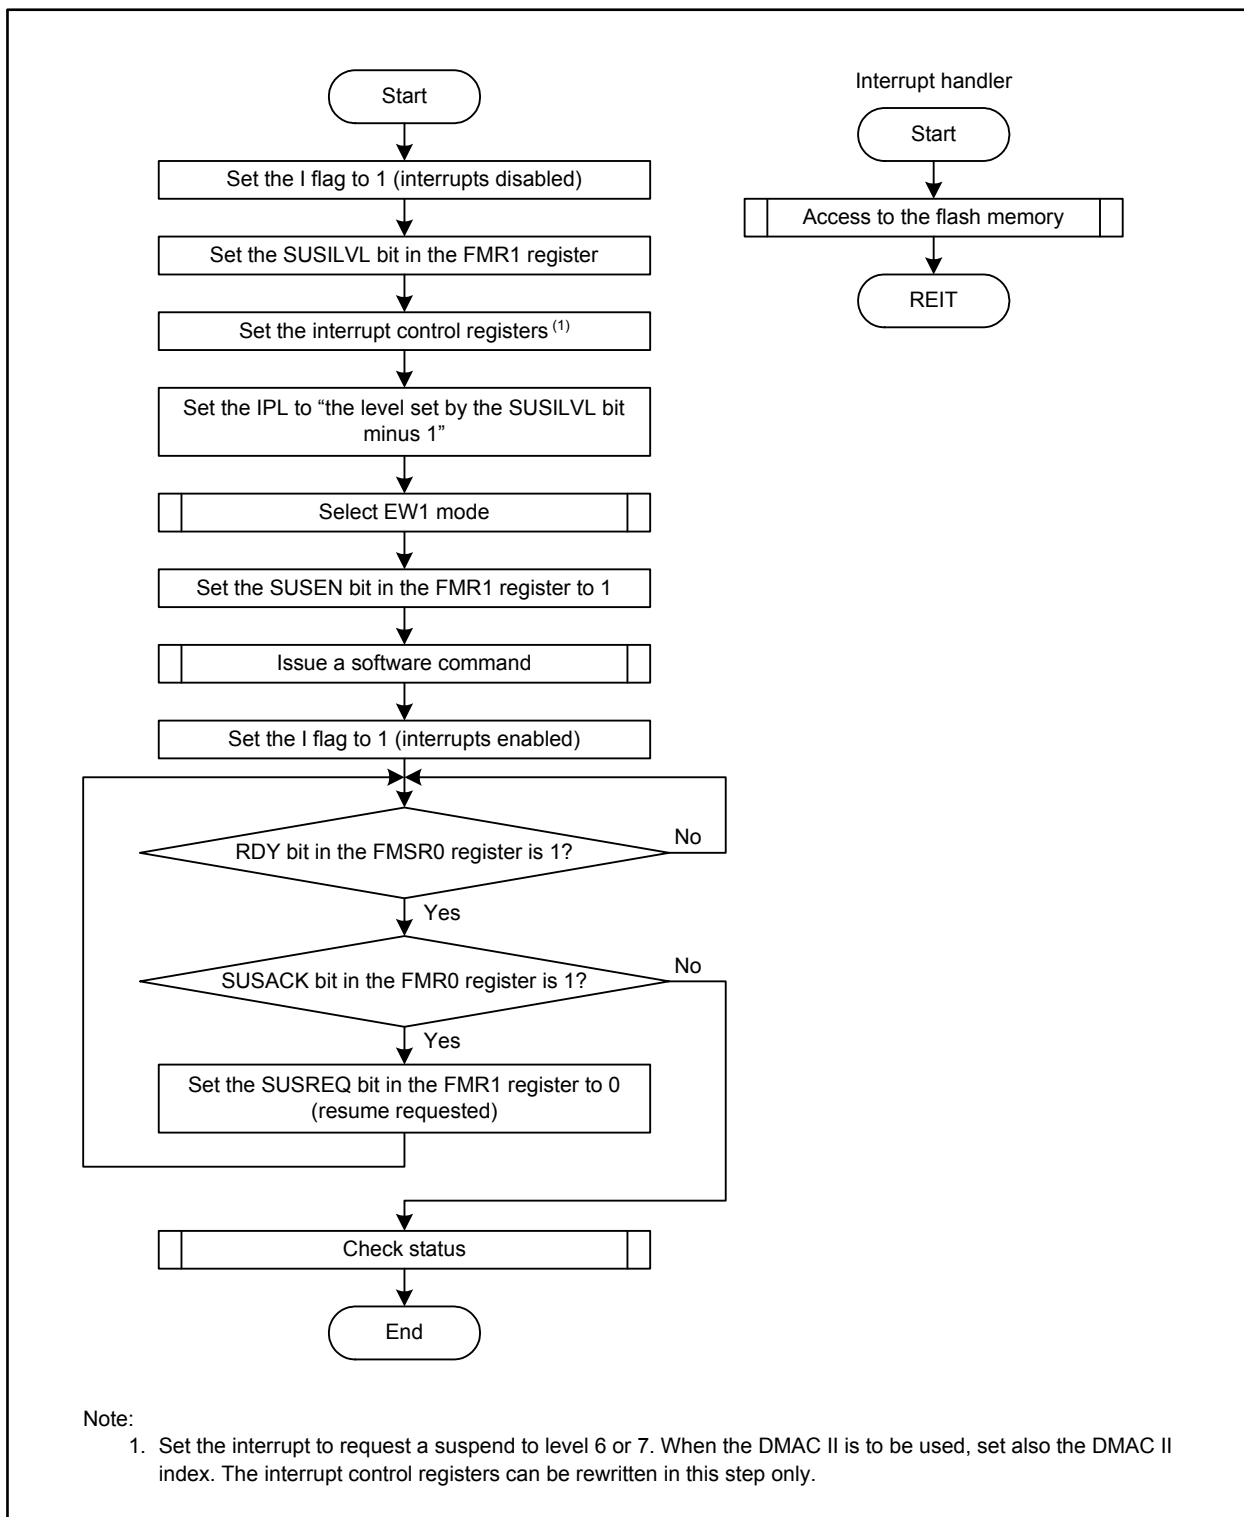 Start
Set the I flag to 1 (interrupts disabled)
Set the SUSILVL bit in the FMR1 register
Set the interrupt control registers (1)
Set the IPL to “the level set by the SUSILVL bit
minus 1”
Select EW1 mode
Set the SUSEN bit in the FMR1 register to 1
Issue a software command
Set the I flag to 1 (interrupts enabled)
RDY bit in the FMSR0 register is 1?
No
Yes
SUSACK bit in the FMR0 register is 1?
No
Yes
Set the SUSREQ bit in the FMR1 register to 0
(resume requested)
Check status
End
Interrupt handler
Start
Access to the flash memory
REIT
Note:
1. Set the interrupt to request a suspend to level 6 or 7. When the DMAC II is to be used, set also the DMAC II
index. The interrupt control registers can be rewritten in this step only.